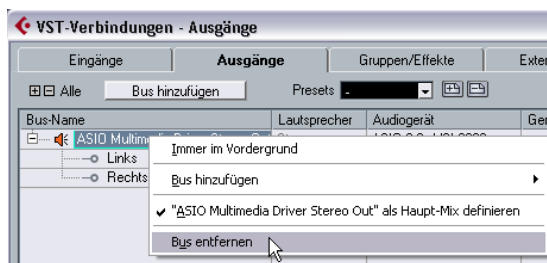 VST-Verbindungen - Ausgänge
Eingänge Ausgänge Gruppen/Effekte
Alle Bus hinzufügen Presets -
Bus-Name Lautsprecher Audiogerät
ASIO
Immer im Vordergrund
Links
Bus hinzufügen
Rechts
"ASIO Multimedia Driver Stereo Out" als Haupt-Mix definieren
Bus entfernen